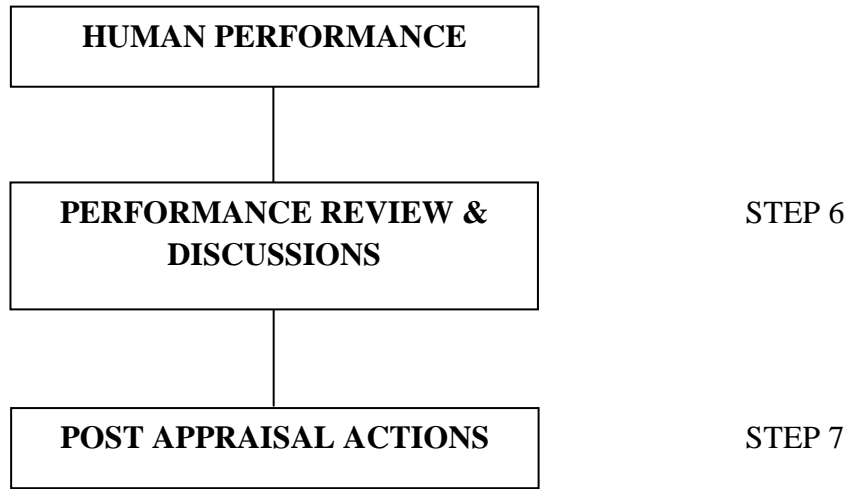 HUMAN PERFORMANCE
PERFORMANCE REVIEW &
DISCUSSIONS
STEP 6
POST APPRAISAL ACTIONS
STEP 7